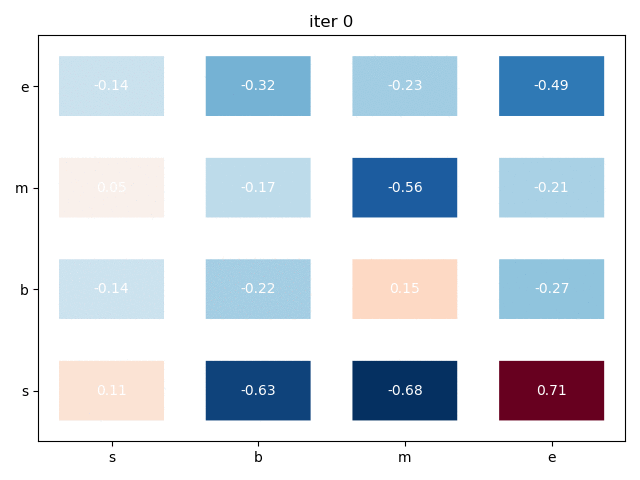 iter 0
e -0.14 -0.32 -0.23 -0.49
m 0.05 -0.17 -0.56 -0.21
b -0.14 -0.22 0.15 -0.27
s 0.11 -0.63 -0.68 0.71
s b m e